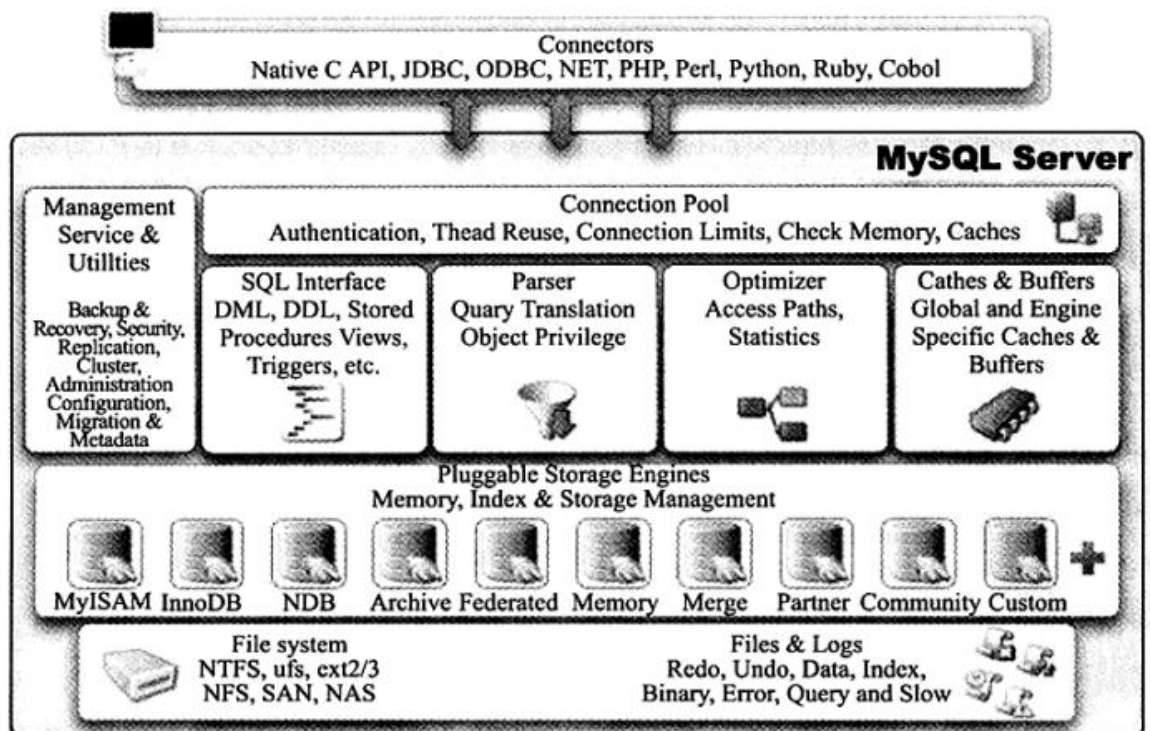 Connectors
Native C API, JDBC, ODBC, NET, PHP, Perl, Python, Ruby, Cobol
MySQL Server
Management
Service &
Utillties
Backup &
Recovery, Security,
Replication,
Cluster,
Administration
Configuration,
Migration &
Metadata
Connection Pool
Authentication, Thead Reuse, Connection Limits, Check Memory, Caches
SQL Interface
DML, DDL, Stored
Procedures Views,
Triggers, etc.
Parser
Quary Translation
Object Privilege
Optimizer
Access Paths,
Statistics
Cathes & Buffers
Global and Engine
Specific Caches &
Buffers
Pluggable Storage Engines
Memory, Index & Storage Management
MyISAM InnoDB NDB Archive Federated Memory Merge Partner Community Custom
File system
NTFS, ufs, ext2/3
NFS, SAN, NAS
Files & Logs
Redo, Undo, Data, Index,
Binary, Error, Query and Slow